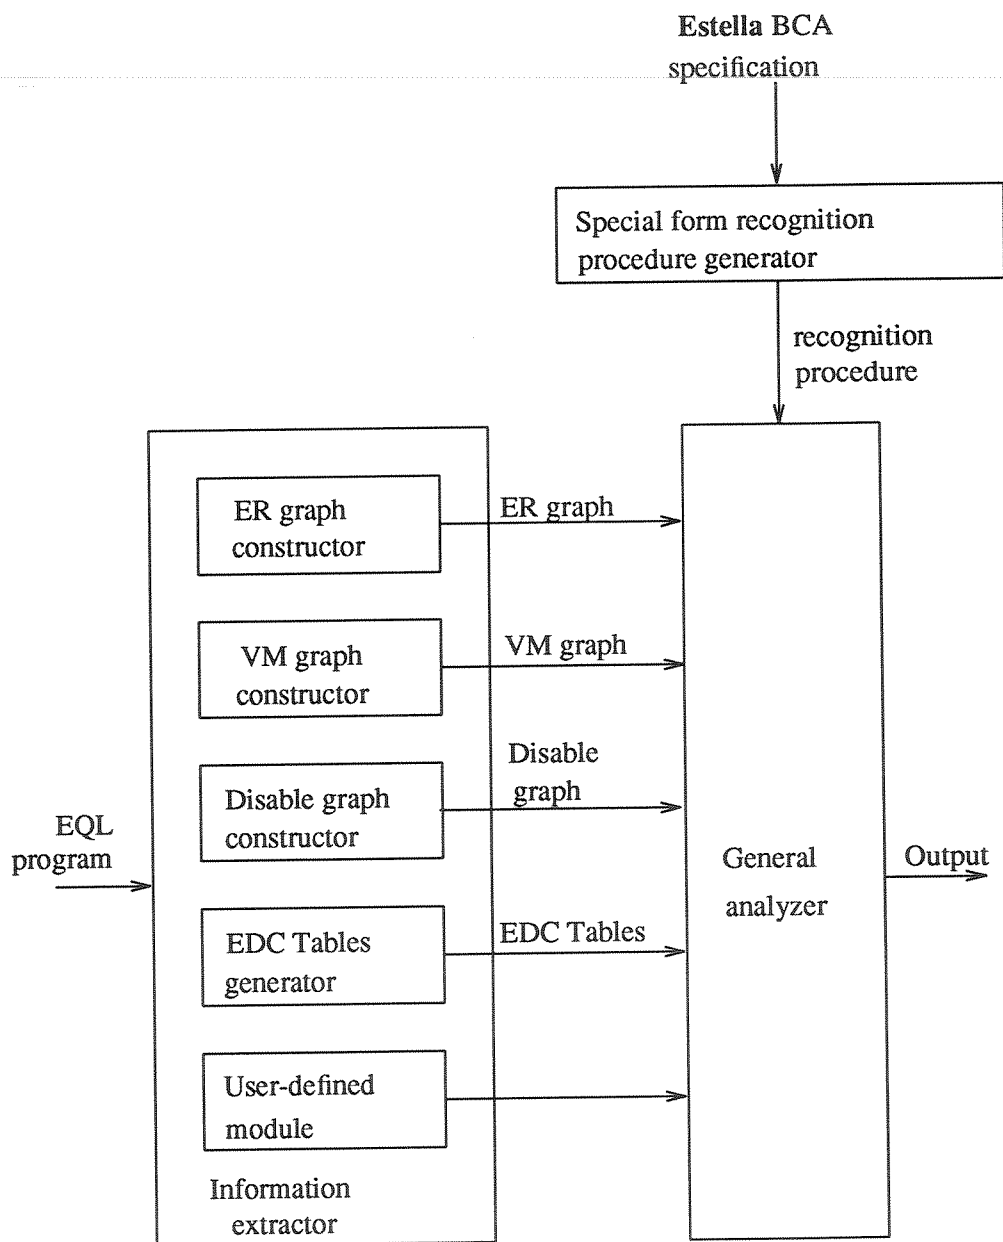 Estella BCA
specification
Special form recognition
procedure generator
recognition
procedure
ER graph
constructor
ER graph
VM graph
constructor
VM graph
Disable graph
constructor
Disable
graph
EQL
program
General
analyzer
Output
EDC Tables
generator
EDC Tables
User-defined
module
Information
extractor